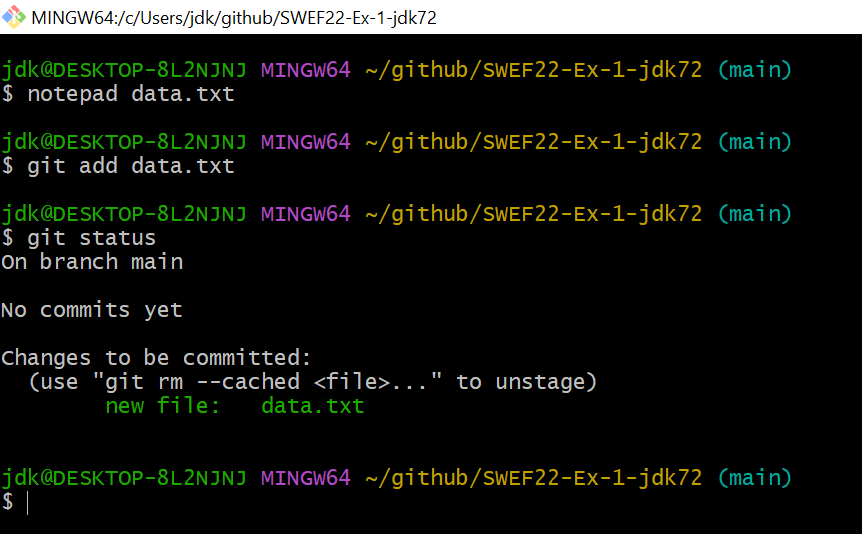 MINGW64:/c/Users/jdk/github/SWEF22-Ex-1-jdk72
jdk@DESKTOP-8L2NJNJ MINGW64 ~/github/SWEF22-Ex-1-jdk72 (main)
$ notepad data.txt
jdk@DESKTOP-8L2NJNJ MINGW64 ~/github/SWEF22-Ex-1-jdk72 (main)
$ git add data.txt
jdk@DESKTOP-8L2NJNJ MINGW64 ~/github/SWEF22-Ex-1-jdk72 (main)
$ git status
On branch main
No commits yet
Changes to be committed:
  (use "git rm --cached <file>..." to unstage)
        new file:   data.txt
jdk@DESKTOP-8L2NJNJ MINGW64 ~/github/SWEF22-Ex-1-jdk72 (main)
$